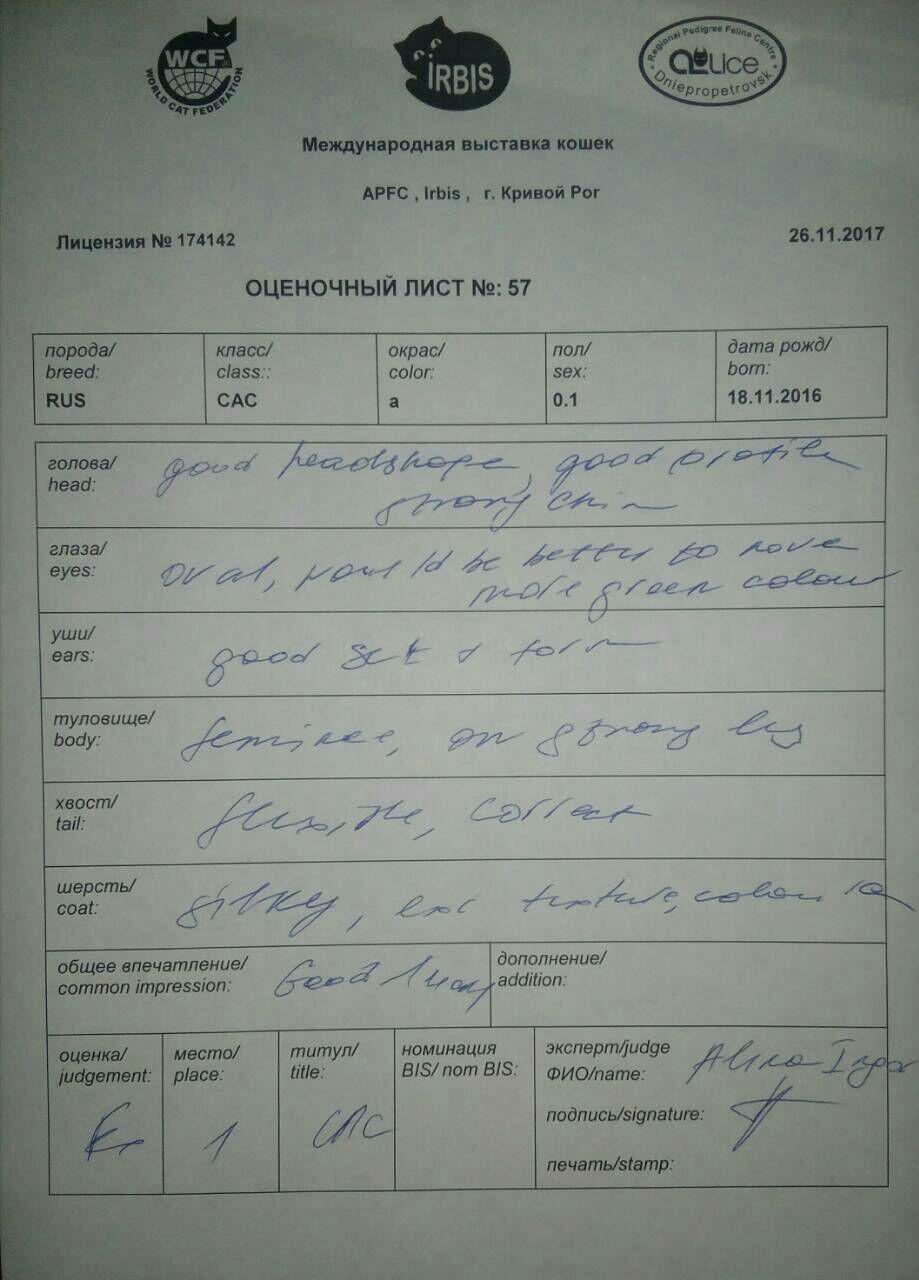 WCF
WORLD CAT FEDERATION
IRBIS
Regional Pedigree Feline Centre
ALice
Dniepropetrovsk
Международная выставка кошек
APFC , Irbis , г. Кривой Рог
Лицензия № 174142
26.11.2017
ОЦЕНОЧНЫЙ ЛИСТ №: 57
порода/ класс/ окрас/ пол/ дата рожд/
breed: class:: color: sex: born:
RUS CAC a 0.1 18.11.2016
голова/ good headshape, good profile
head: strong chin
глаза/ oval, would be better to have
eyes: more green colour
уши/
ears: good set & form
туловище/
body: feminee, on strong leg
хвост/
tail: flexible, correct
шерсть/
coat: silky, exc texture, colour
общее впечатление/ дополнение/
common impression: Good addition:
оценка/ место/ титул/ номинация эксперт/judge
judgement: place: title: BIS/ nom BIS: ФИО/name: Alina
Ex 1 CAC подпись/signature:
печать/stamp: